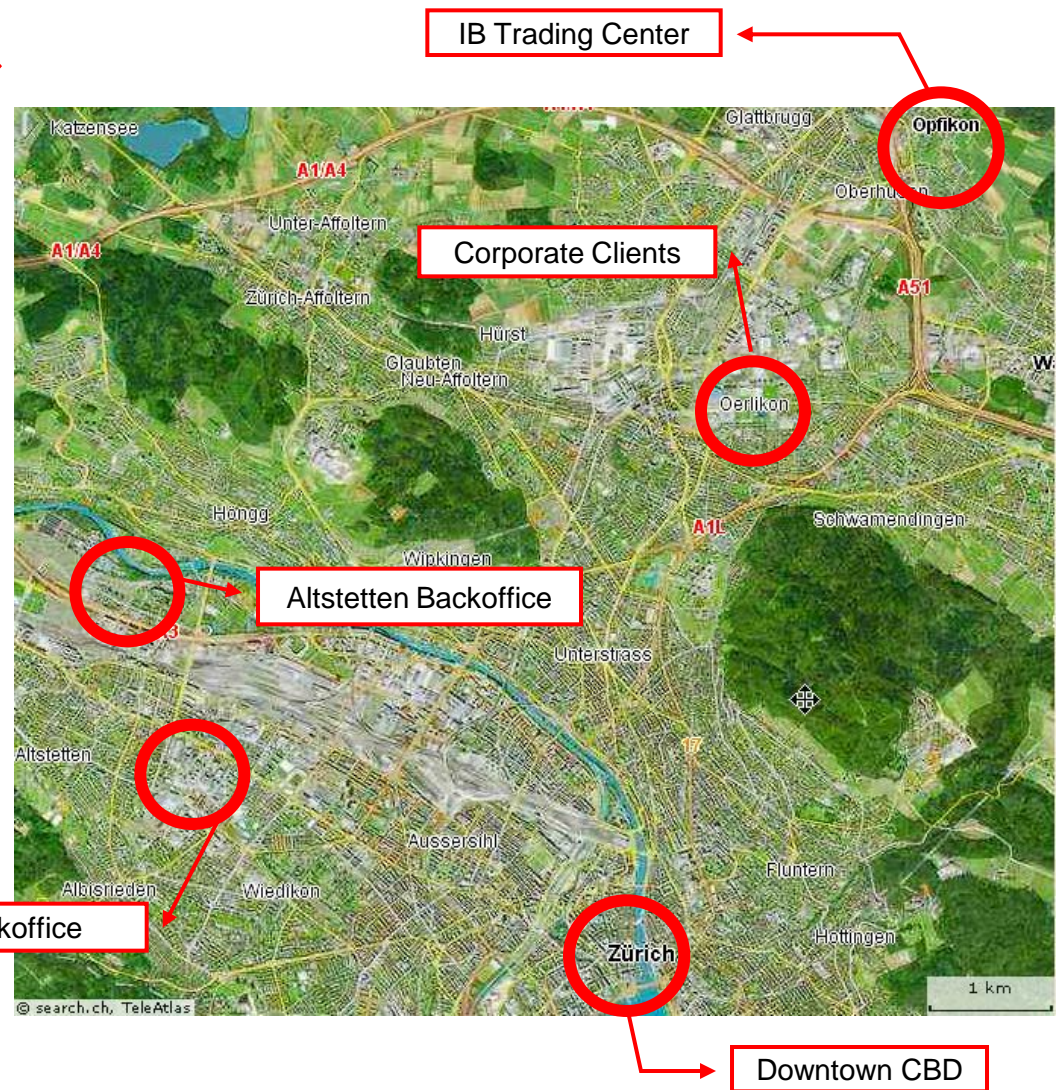 IB Trading Center
Katzensee
Glattbrugg
Opfikon
A1/A4
Oberhusen
Unter-Affoltern
A1/A4
Corporate Clients
A51
Zürich-Affoltern
Hürst
Glaubten
Neu-Affoltern
Oerlikon
Höngg
A1L
Schwamendingen
Wipkingen
Altstetten Backoffice
Unterstrass
17
Altstetten
Aussersihl
Fluntern
Albisrieden
Wiedikon
koffice
Hottingen
Zürich
1 km
© search.ch, TeleAtlas
Downtown CBD